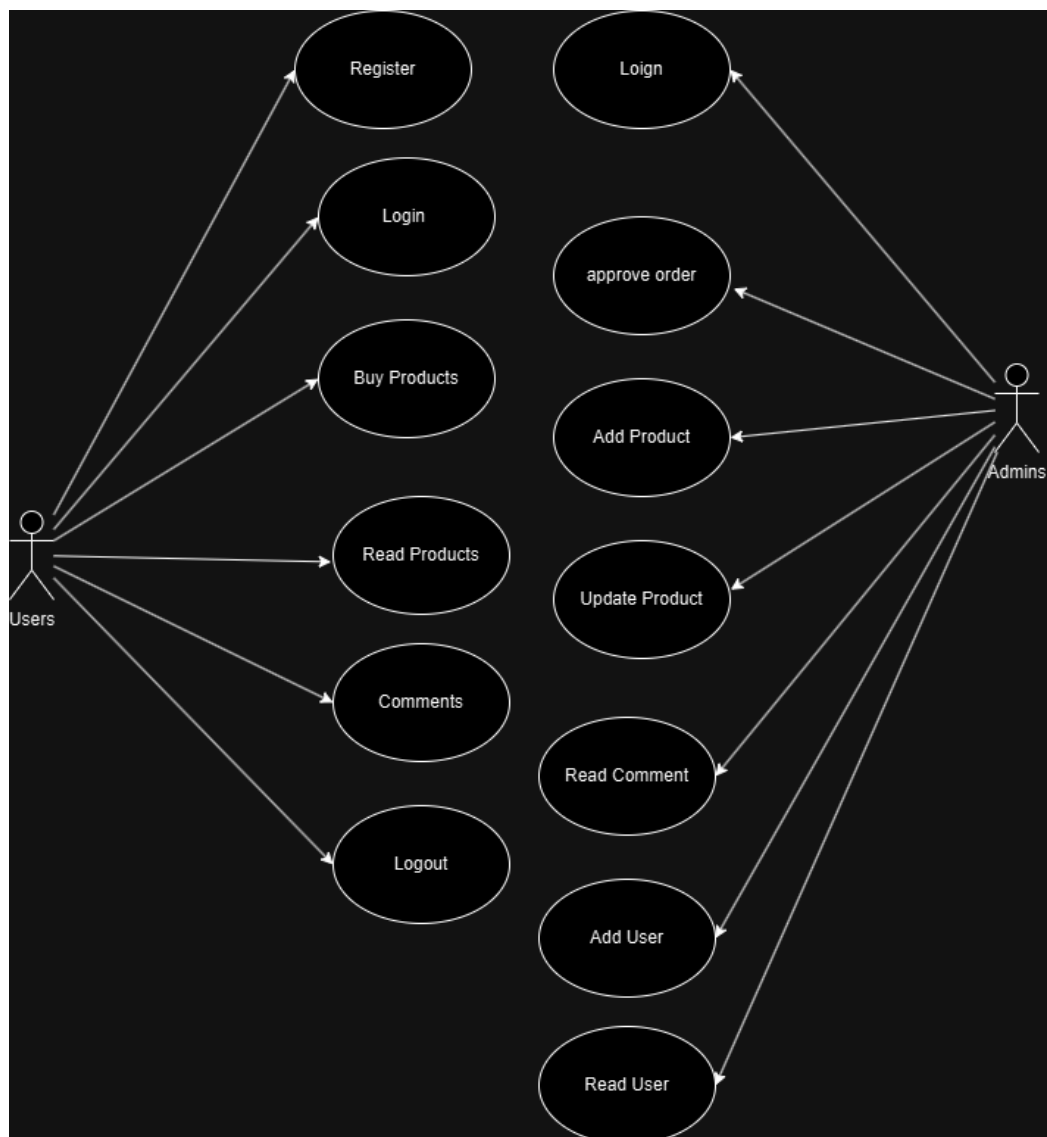 Register
Loign
Login
approve order
Buy Products
Add Product
Admins
Read Products
Update Product
Users
Comments
Read Comment
Logout
Add User
Read User